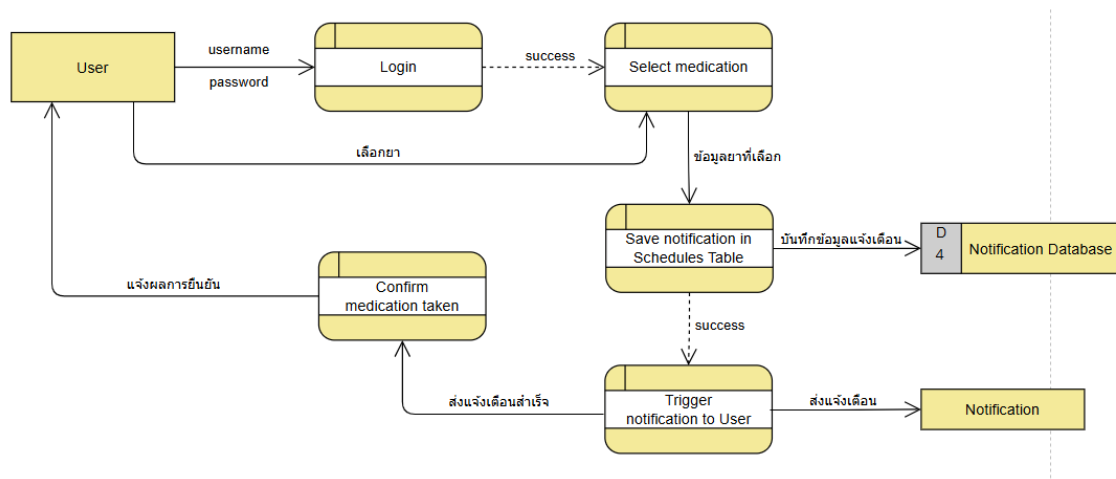 User
username
password
Login
success
Select medication
เลือกยา
ข้อมูลยาที่เลือก
Save notification in
Schedules Table
บันทึกข้อมูลแจ้งเตือน
D
4
Notification Database
แจ้งผลการยืนยัน
Confirm
medication taken
success
ส่งแจ้งเตือนสำเร็จ
Trigger
notification to User
ส่งแจ้งเตือน
Notification